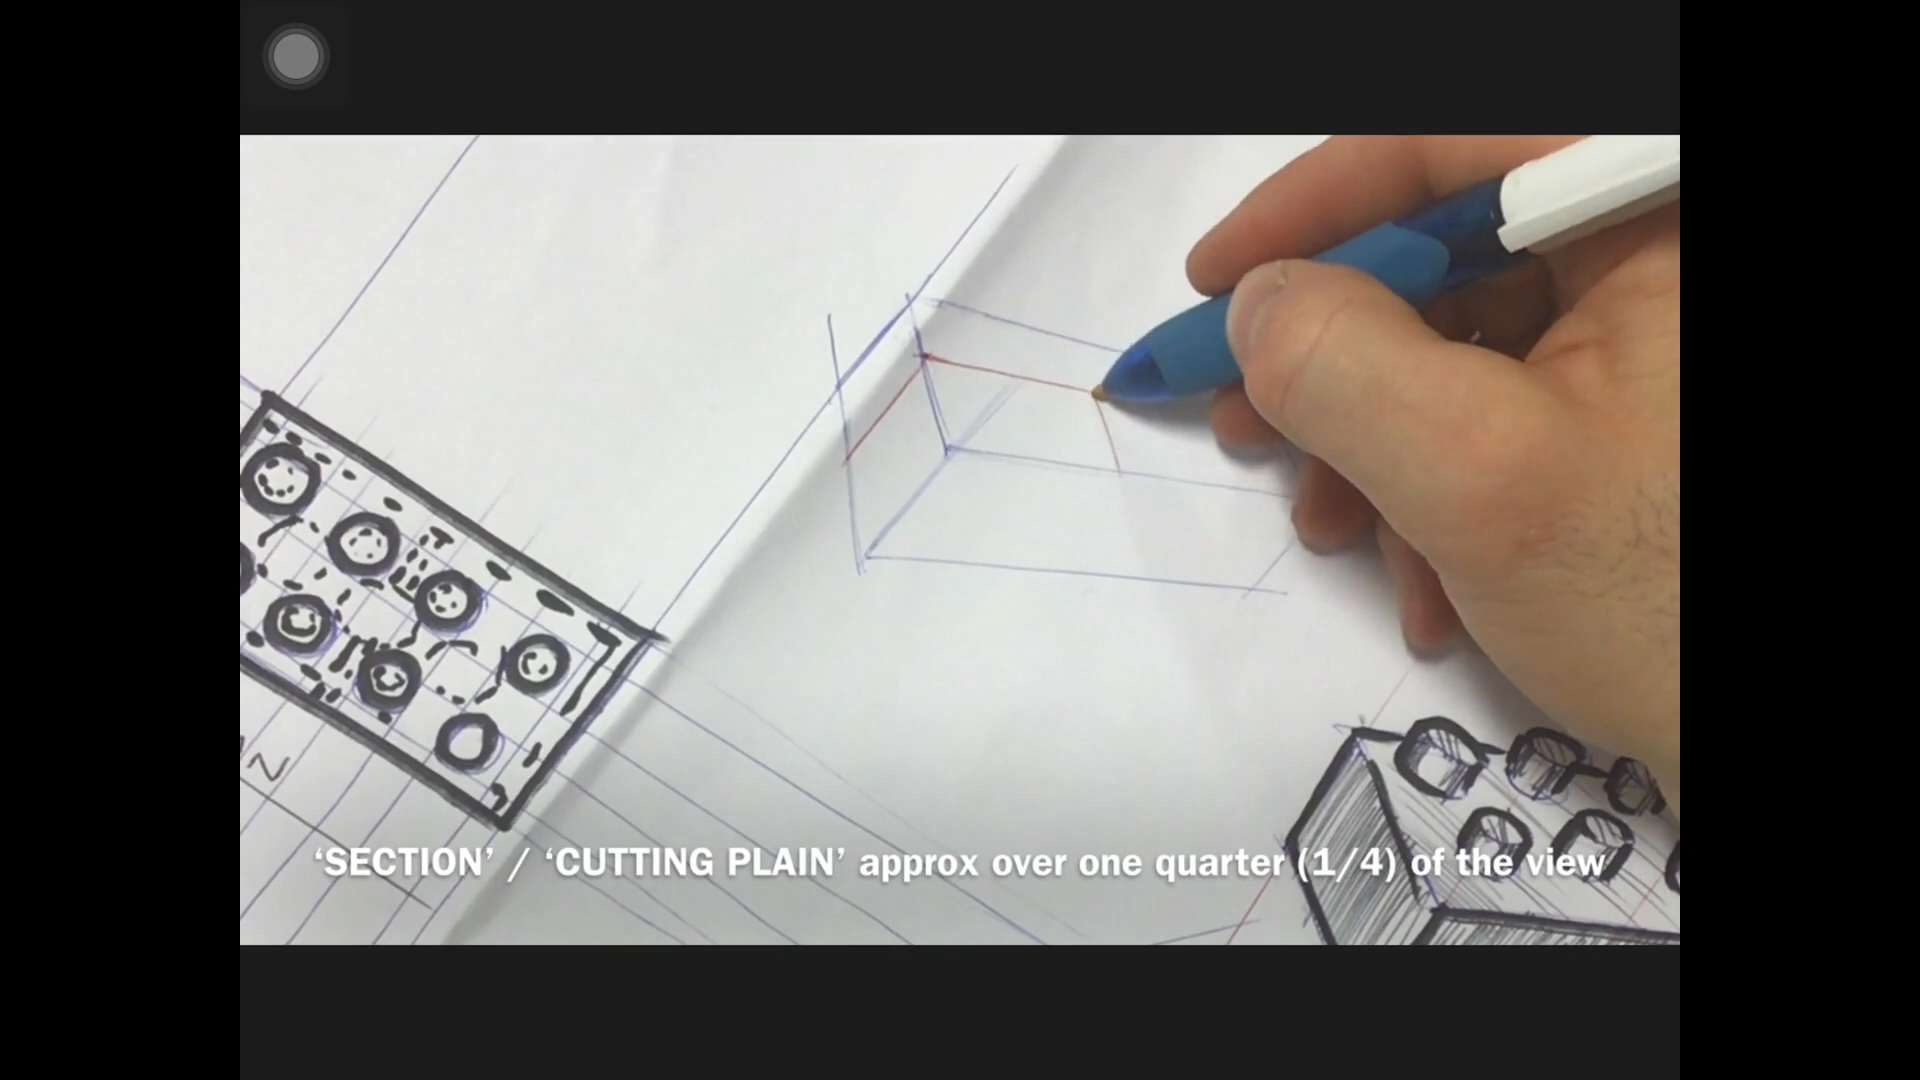 ‘SECTION’ / ‘CUTTING PLAIN’ approx over one quarter (1/4) of the view